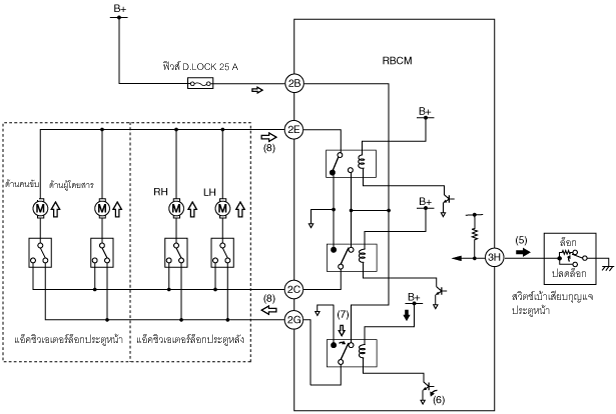 B+
ฟิวส์ D.LOCK 25 A
2B
RBCM
B+
2E
(8)
ด้านคนขับ
ด้านผู้โดยสาร
RH
LH
M
M
M
M
B+
(5)
ล็อก
ปลดล็อก
3H
สวิตช์เบ้าเสียบกุญแจ
ประตูหน้า
2C
(8)
2G
(7)
B+
แอ็คชิวเอเตอร์ล็อกประตูหน้า
แอ็คชิวเอเตอร์ล็อกประตูหลัง
(6)